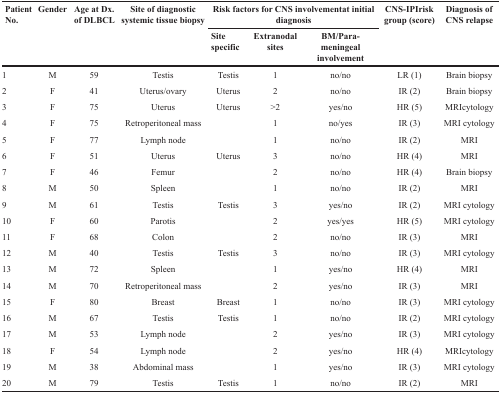 Patient No. Gender Age at Dx. of DLBCL Site of diagnostic systemic tissue biopsy Risk factors for CNS involvementat initial diagnosis CNS-IPIrisk group (score) Diagnosis of CNS relapse
Site specific Extranodal sites BM/Para-meningeal involvement
1 M 59 Testis Testis 1 no/no LR (1) Brain biopsy
2 F 41 Uterus/ovary Uterus 2 no/no IR (2) Brain biopsy
3 F 75 Uterus Uterus >2 yes/no HR (5) MRIcytology
4 F 75 Retroperitoneal mass 1 no/yes IR (3) MRI cytology
5 F 77 Lymph node 1 no/no IR (2) MRI
6 F 51 Uterus Uterus 3 no/no HR (4) MRI
7 F 46 Femur 2 no/no HR (4) Brain biopsy
8 M 50 Spleen 1 no/no IR (2) MRI
9 M 61 Testis Testis 3 yes/no IR (2) MRI cytology
10 F 60 Parotis 2 yes/yes HR (5) MRI cytology
11 F 68 Colon 2 no/no IR (3) MRI
12 M 40 Testis Testis 3 no/no IR (3) MRI cytology
13 M 72 Spleen 1 yes/no HR (4) MRI
14 M 70 Retroperitoneal mass 2 yes/no IR (3) MRI
15 F 80 Breast Breast 1 no/no IR (3) MRI cytology
16 M 67 Testis Testis 1 no/no IR (2) MRI cytology
17 M 53 Lymph node 2 yes/no IR (3) MRI cytology
18 F 54 Lymph node 2 yes/no HR (4) MRIcytology
19 M 38 Abdominal mass 1 yes/no IR (3) MRI cytology
20 M 79 Testis Testis 1 no/no IR (2) MRI